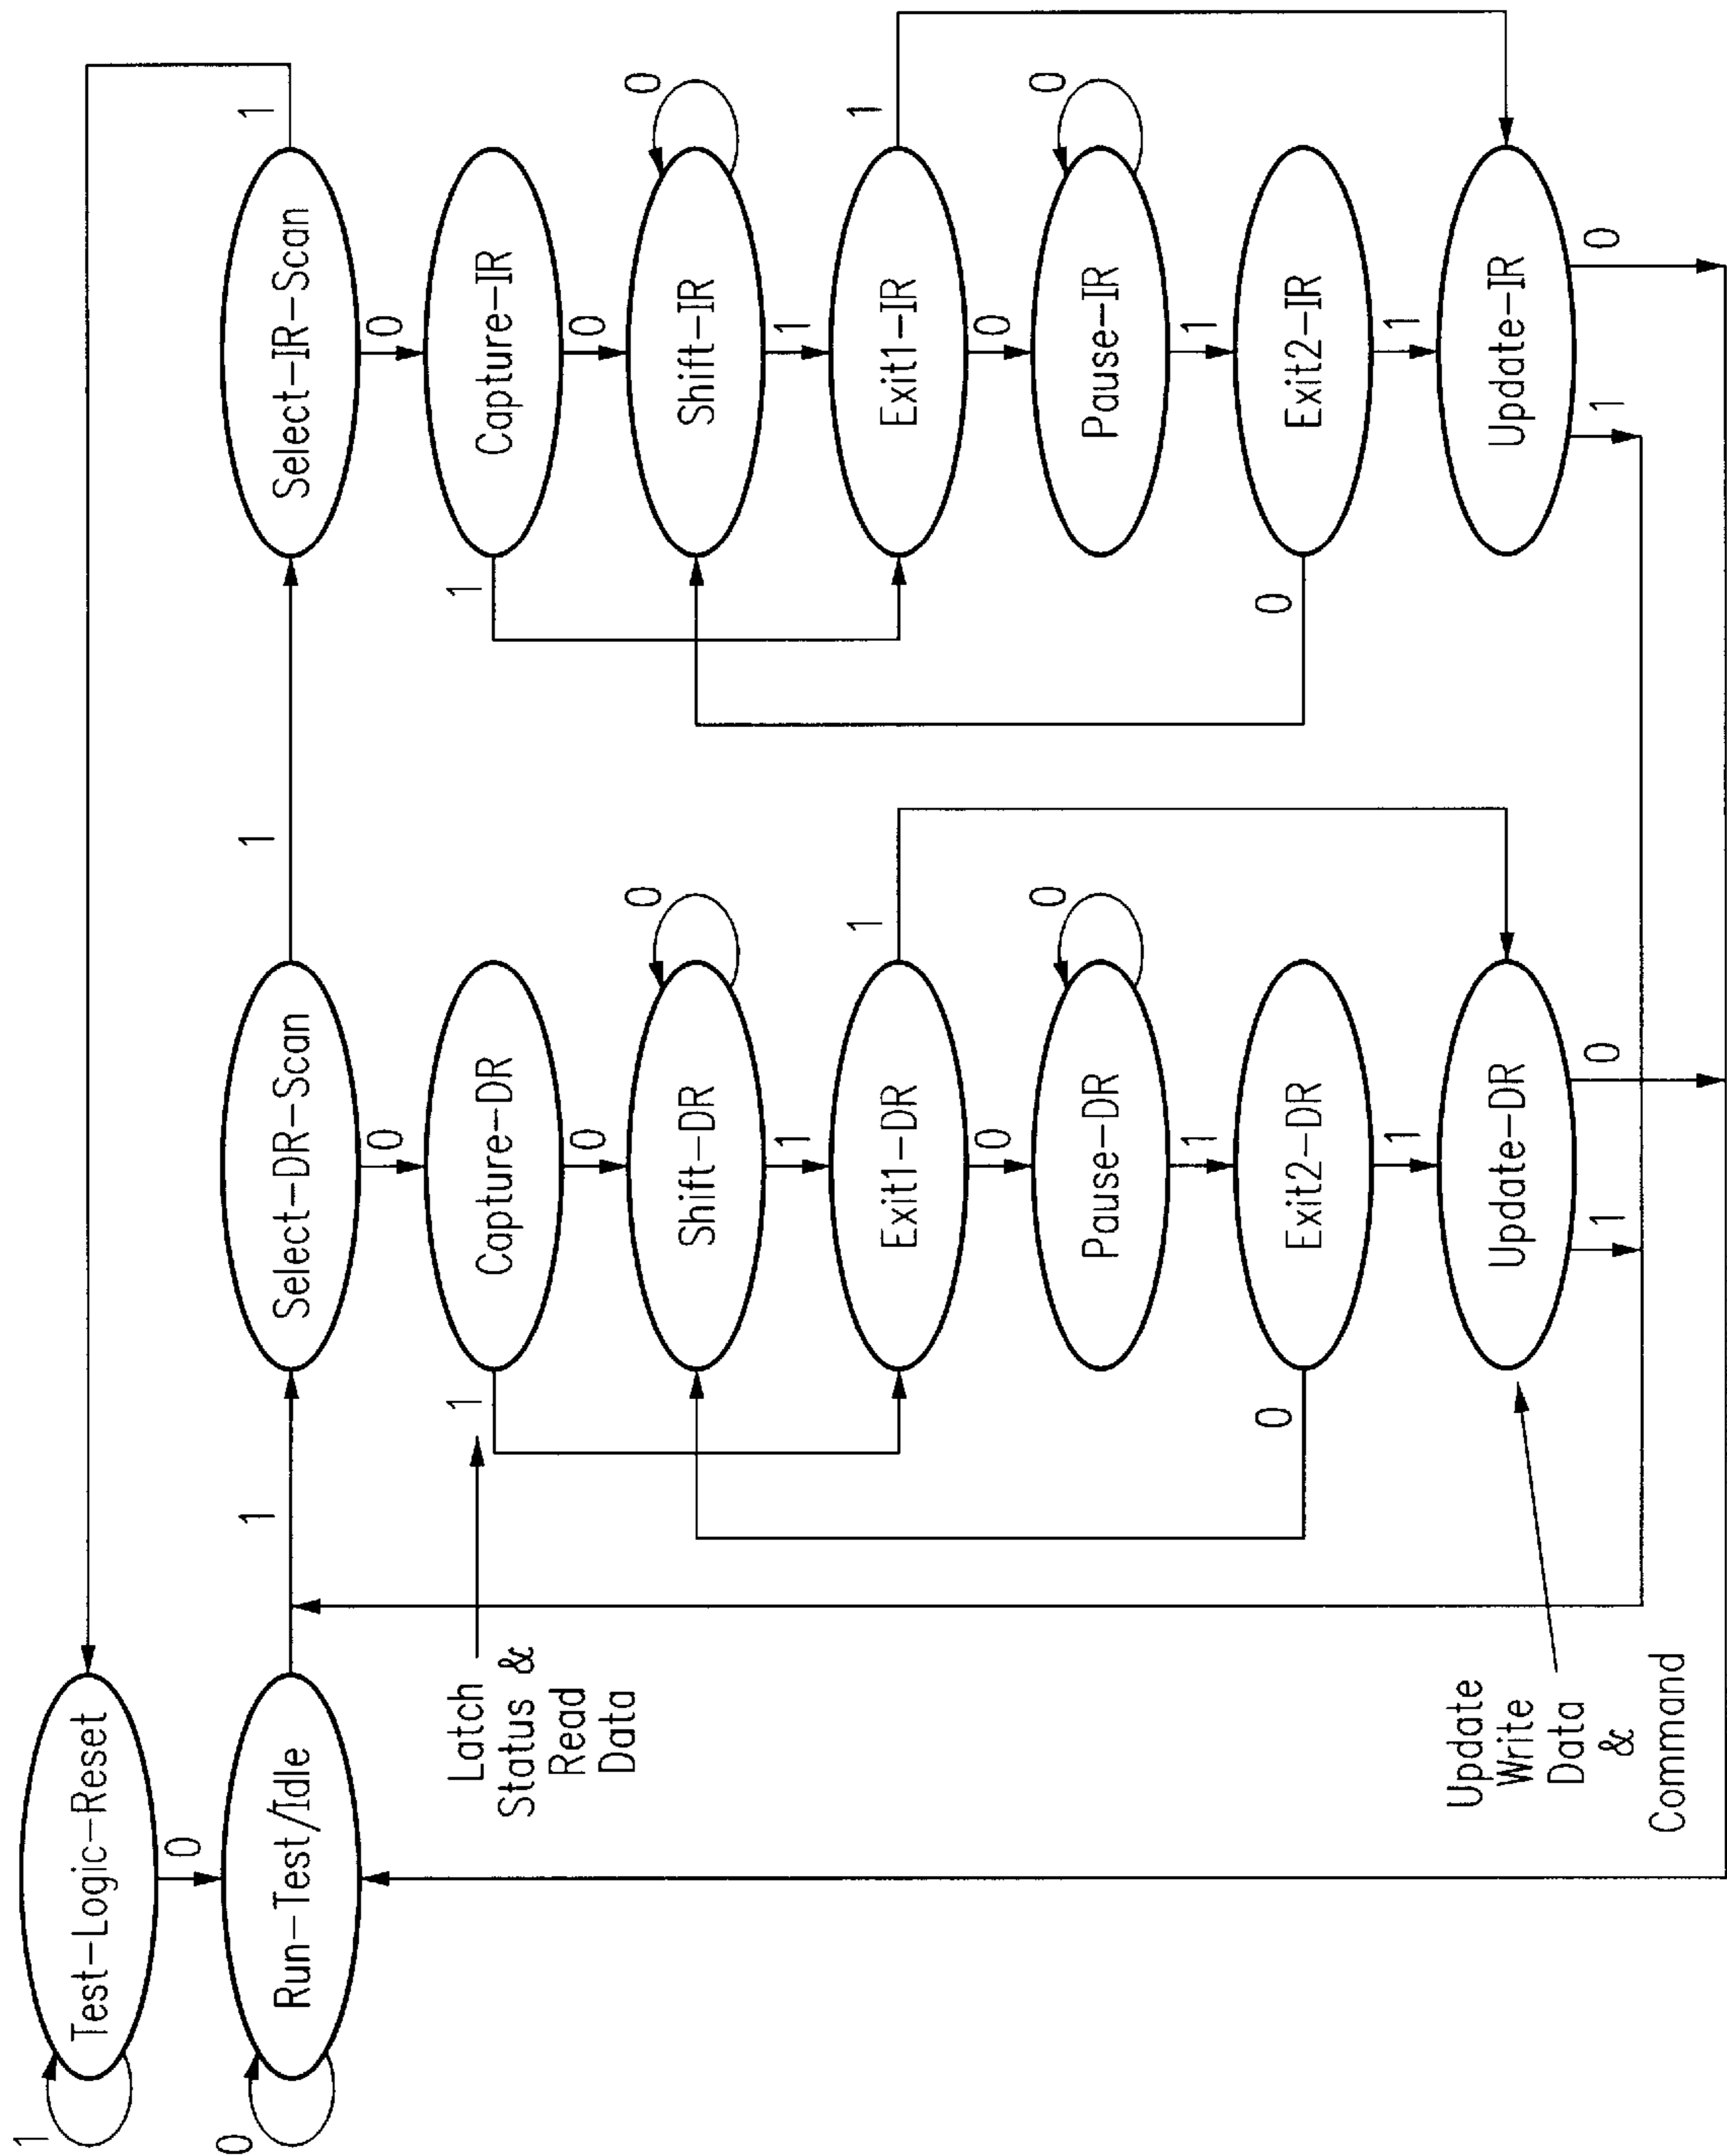 1
Test-Logic-Reset
0
0
1
1
1
Run-Test/Idle
Select-DR-Scan
Select-IR-Scan
0
0
Latch
Status &
Read
Data
1
1
Capture-DR
Capture-IR
0
0
0
0
Shift-DR
Shift-IR
1
1
1
1
Exit1-DR
Exit1-IR
0
0
0
0
Pause-DR
Pause-IR
1
1
0
0
Exit2-DR
Exit2-IR
1
1
Update
Write
Data
&
Command
Update-DR
Update-IR
1
0
1
0